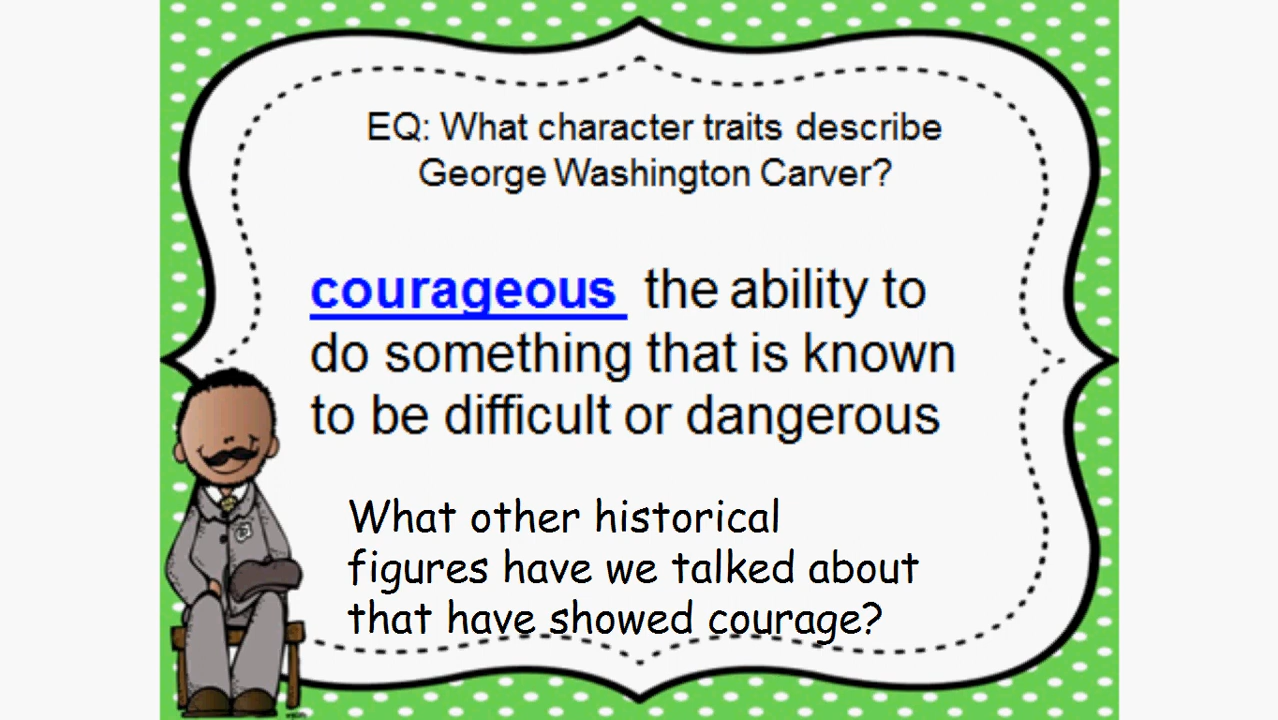 EQ: What character traits describe
George Washington Carver?
courageous the ability to
do something that is known
to be difficult or dangerous
What other historical
figures have we talked about
that have showed courage?